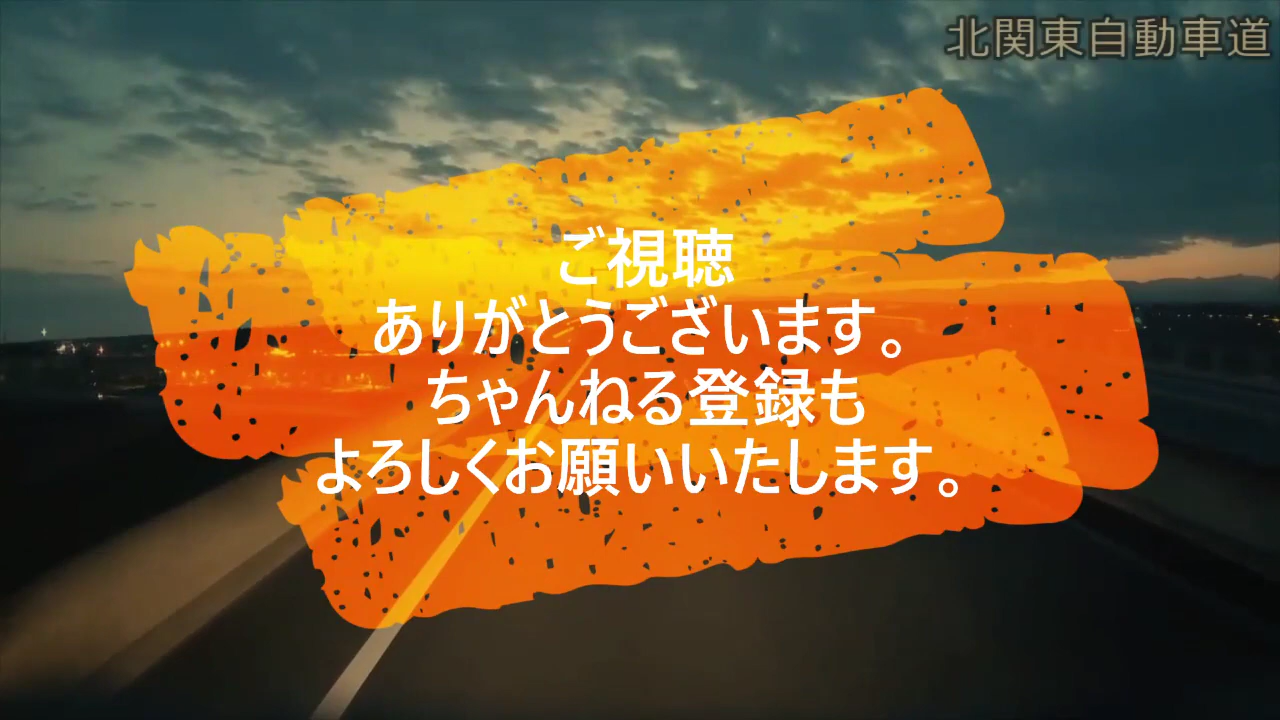 北関東自動車道
ご視聴
ありがとうございます。
ちゃんねる登録も
よろしくお願いいたします。